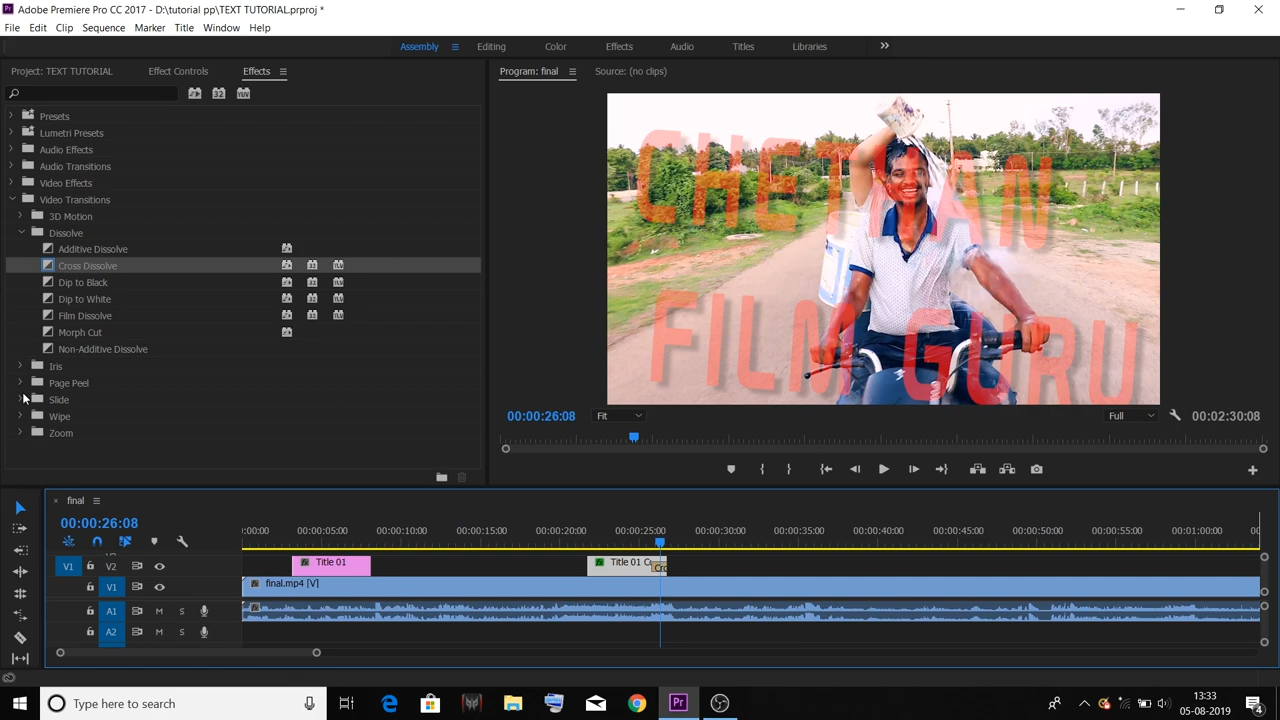 Adobe Premiere Pro CC 2017 - D:\tutorial pp\TEXT TUTORIAL.prproj *
File Edit Clip Sequence Marker Title Window Help
Assembly Editing Color Effects Audio Titles Libraries
Project: TEXT TUTORIAL Effect Controls Effects Program: final Source: (no clips)
Presets
Lumetri Presets
Audio Effects
Audio Transitions
Video Effects
Video Transitions
3D Motion
Dissolve
Additive Dissolve
Cross Dissolve
Dip to Black
Dip to White
Film Dissolve
Morph Cut
Non-Additive Dissolve
Iris
Page Peel
Slide
Wipe
Zoom
CHETHAN
FILM GURU
00:00:26:08 Fit Full 00:02:30:08
final
00:00:26:08
:00:00 00:00:05:00 00:00:10:00 00:00:15:00 00:00:20:00 00:00:25:00 00:00:30:00 00:00:35:00 00:00:40:00 00:00:45:00 00:00:50:00 00:00:55:00 00:01:00:00 00
V1 V2 Title 01 Title 01 C Cro
V1 final.mp4 [V]
A1 M S
A2 M S
Type here to search
13:33
05-08-2019
4